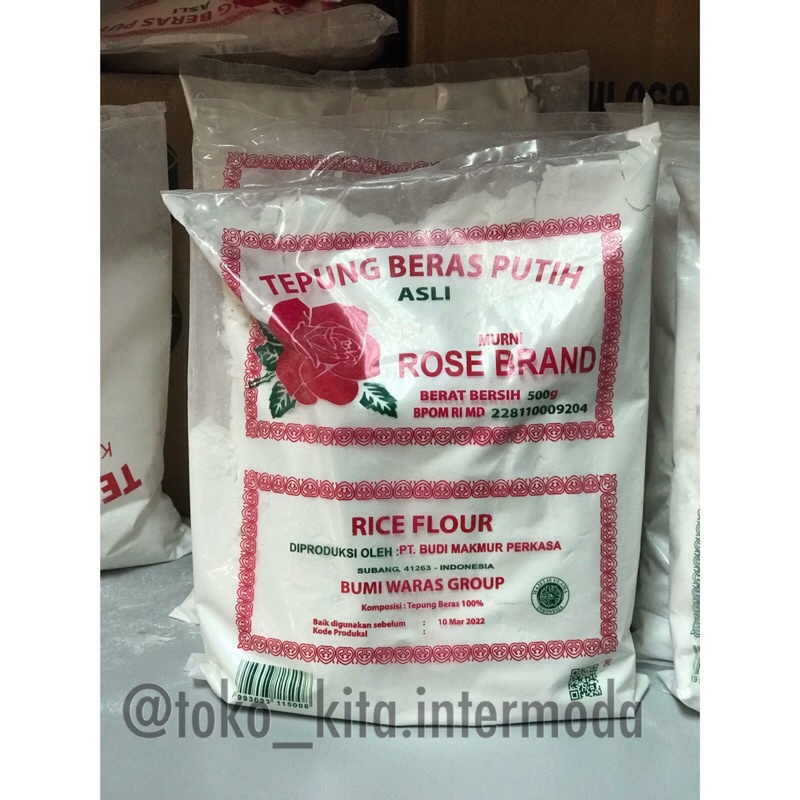 TEPUNG BERAS PUTIH
ASLI
MURNI
ROSE BRAND
BERAT BERSIH 500g
BPOM RI MD 228110009204
RICE FLOUR
DIPRODUKSI OLEH :PT. BUDI MAKMUR PERKASA
SUBANG, 41263 - INDONESIA
BUMI WARAS GROUP
Komposisi : Tepung Beras 100%
Baik digunakan sebelum : 10 Mar 2022
Kode Produksi :
993093 115008
@toko_kita.intermoda